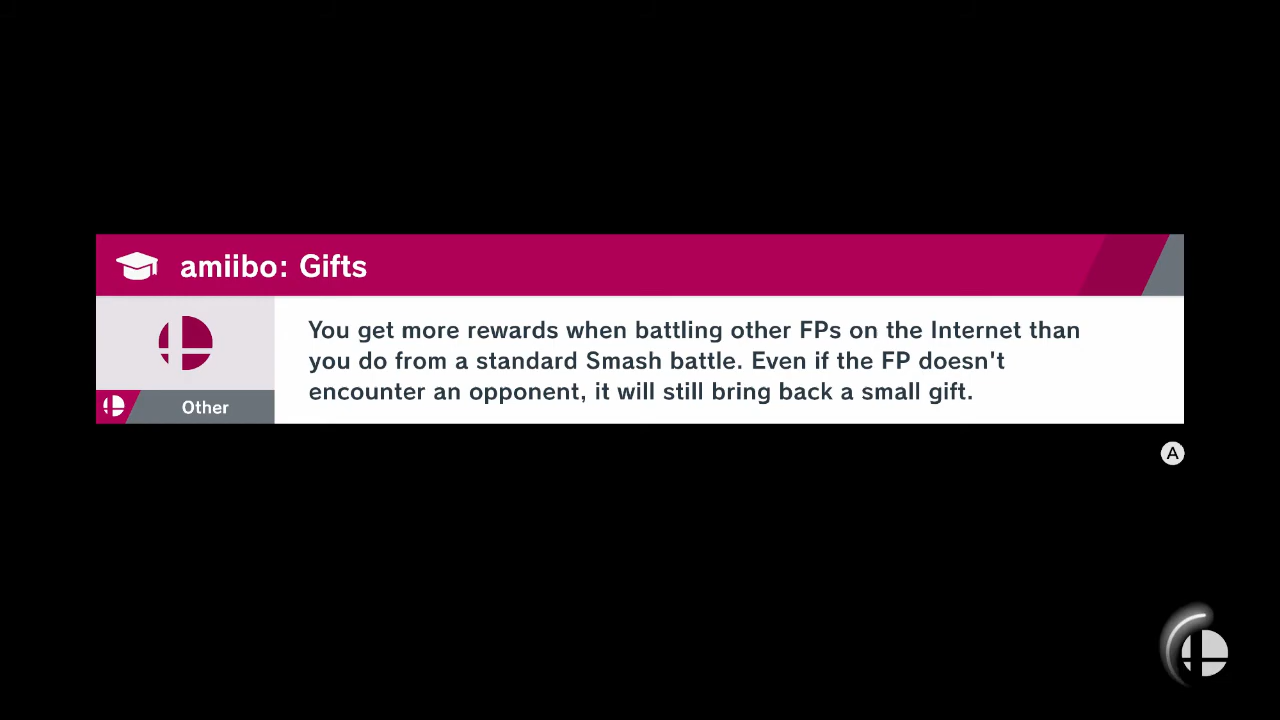 amiibo: Gifts
You get more rewards when battling other FPs on the Internet than
you do from a standard Smash battle. Even if the FP doesn't
encounter an opponent, it will still bring back a small gift.
Other
A